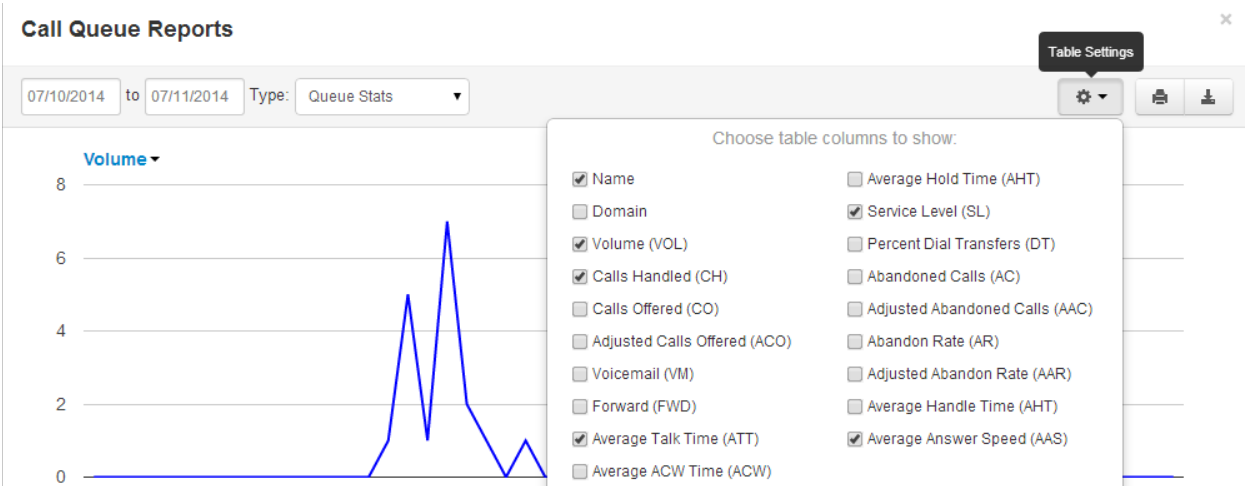 Call Queue Reports
×
Table Settings
07/10/2014 to 07/11/2014 Type: Queue Stats
Choose table columns to show:
Volume
8
6
4
2
0
Name
Domain
Volume (VOL)
Calls Handled (CH)
Calls Offered (CO)
Adjusted Calls Offered (ACO)
Voicemail (VM)
Forward (FWD)
Average Talk Time (ATT)
Average ACW Time (ACW)
Average Hold Time (AHT)
Service Level (SL)
Percent Dial Transfers (DT)
Abandoned Calls (AC)
Adjusted Abandoned Calls (AAC)
Abandon Rate (AR)
Adjusted Abandon Rate (AAR)
Average Handle Time (AHT)
Average Answer Speed (AAS)